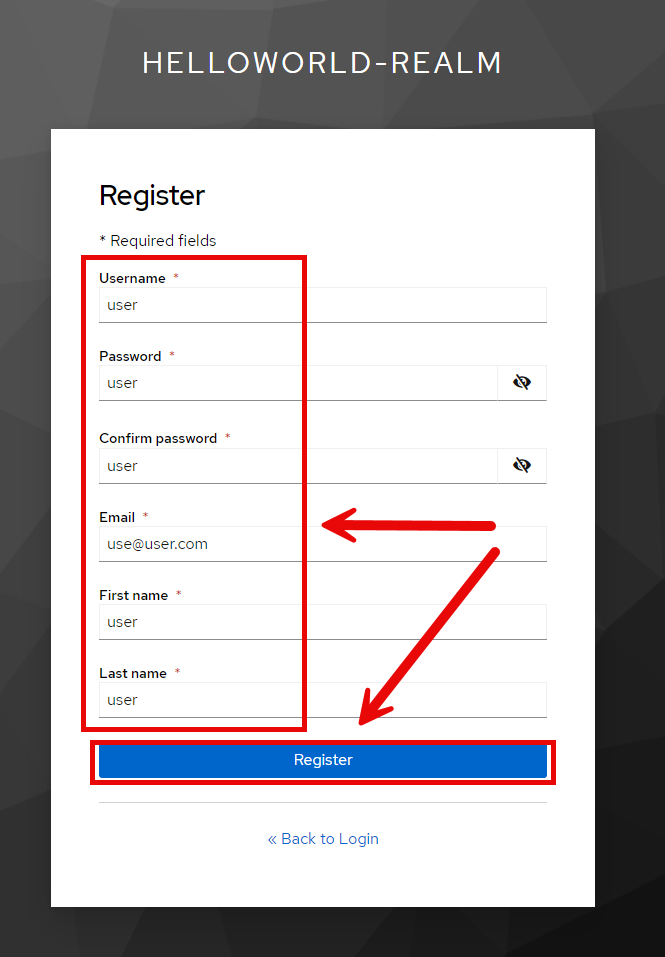 HELLOWORLD-REALM
Register
* Required fields
Username *
user
Password *
user
Confirm password *
user
Email *
use@user.com
First name *
user
Last name *
user
Register
« Back to Login